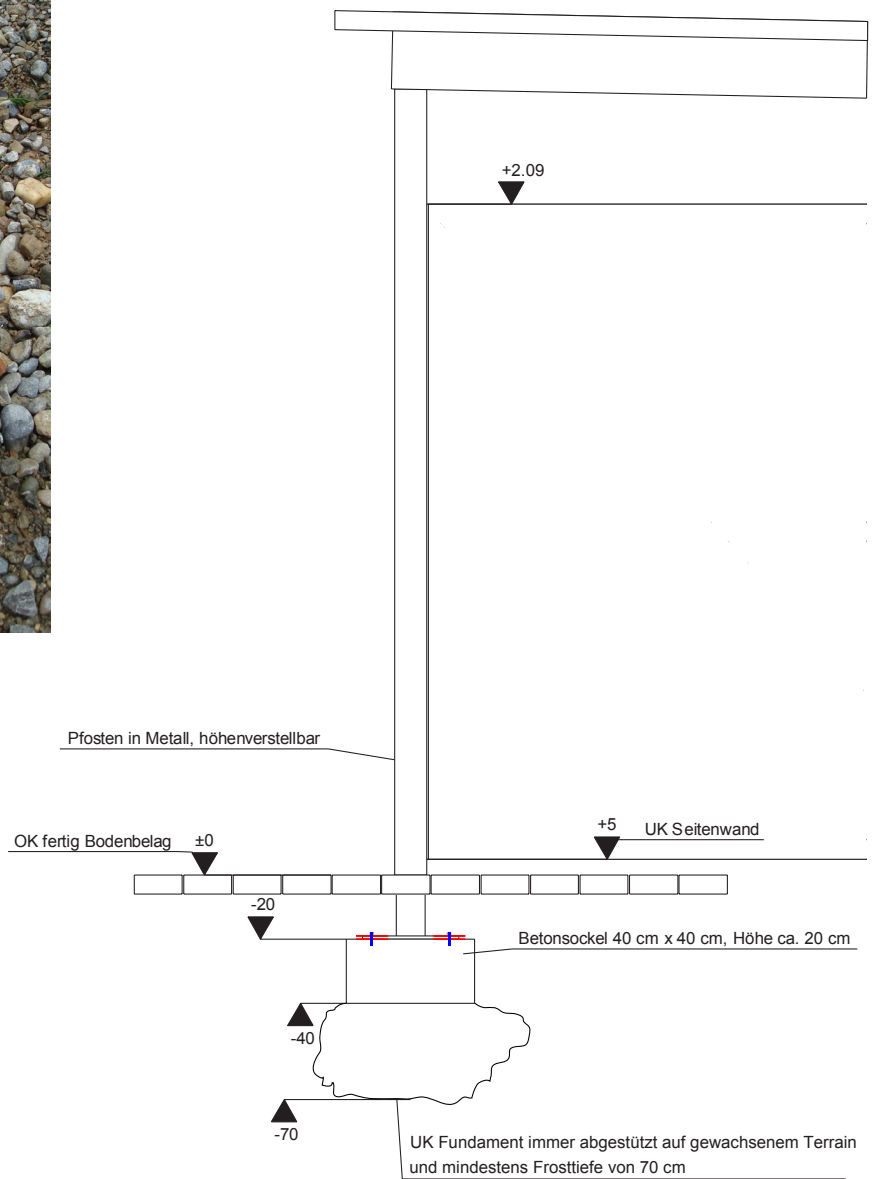 +2.09
Pfosten in Metall, höhenverstellbar
OK fertig Bodenbelag ±0
+5 UK Seitenwand
-20
Betonsockel 40 cm x 40 cm, Höhe ca. 20 cm
-40
-70
UK Fundament immer abgestützt auf gewachsenem Terrain
und mindestens Frosttiefe von 70 cm